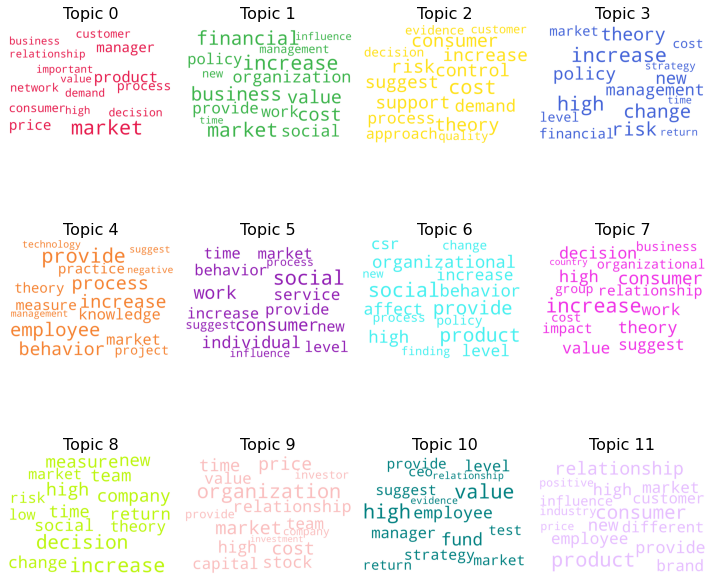 Topic 0
customer
business
manager
relationship
important
product
value
process
network
demand
consumer
high
decision
price
market
Topic 1
financial
influence
management
policy
increase
new
organization
business
value
provide
work
cost
time
market
social
Topic 2
evidence
customer
consumer
decision
increase
risk
control
suggest
cost
support
demand
process
theory
approach
quality
Topic 3
market
theory
cost
increase
strategy
policy
new
management
high
time
change
level
risk
financial
return
Topic 4
technology
suggest
provide
practice
negative
theory
process
measure
increase
management
knowledge
employee
market
behavior
project
Topic 5
time
market
process
behavior
social
work
service
increase
provide
suggest
consumer
new
individual
level
influence
Topic 6
csr
change
organizational
new
increase
social
behavior
affect
provide
process
policy
high
product
finding
level
Topic 7
business
decision
country
organizational
high
consumer
group
relationship
increase
work
cost
impact
theory
value
suggest
Topic 8
measure
new
market
team
high
risk
company
low
time
return
social
theory
decision
change
increase
Topic 9
time
price
value
investor
organization
relationship
provide
market
team
company
investment
high
cost
capital
stock
Topic 10
provide
level
ceo
relationship
suggest
value
evidence
high
employee
manager
test
fund
strategy
market
return
Topic 11
relationship
positive
high
market
influence
customer
consumer
industry
price
new
different
employee
provide
product
brand